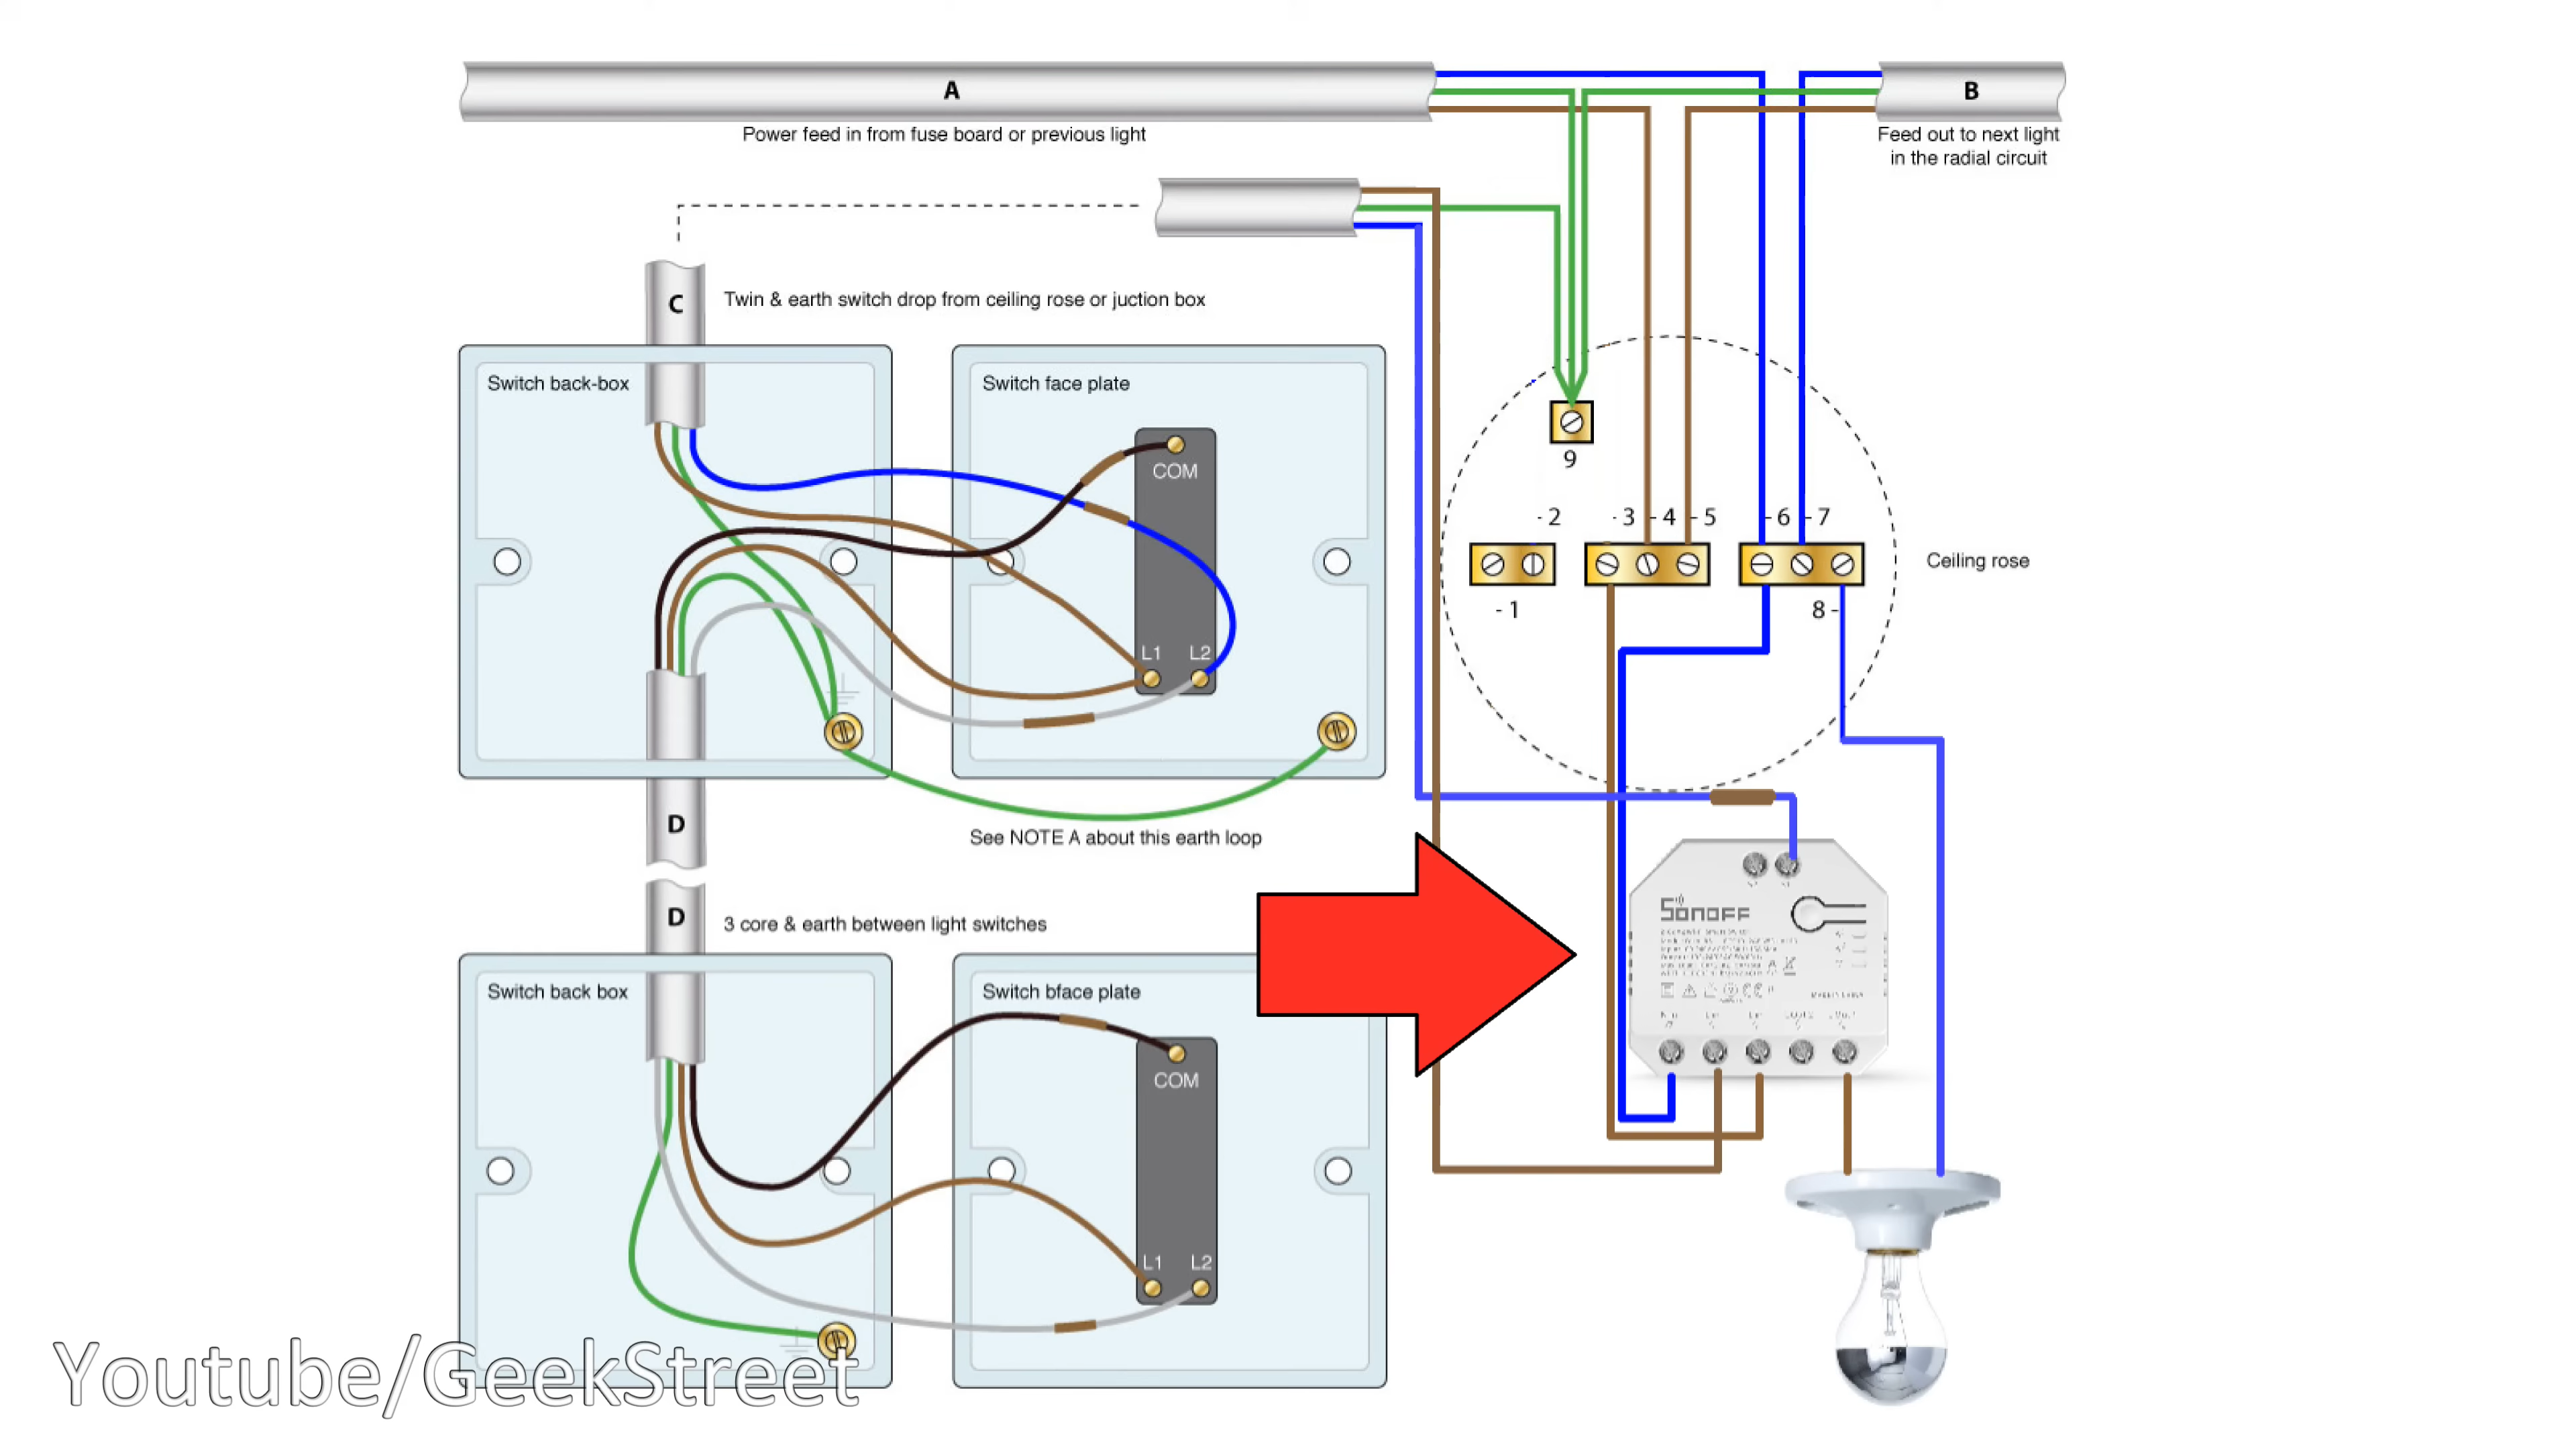 A
B
Power feed in from fuse board or previous light
Feed out to next light
in the radial circuit
C
Twin & earth switch drop from ceiling rose or juction box
Switch back-box
Switch face plate
COM
9
- 2
- 3
- 4
- 5
- 6
- 7
Ceiling rose
- 1
8 -
L1
L2
D
See NOTE A about this earth loop
SONOFF
D
3 core & earth between light switches
Switch back box
Switch bface plate
COM
L1
L2
Youtube/GeekStreet